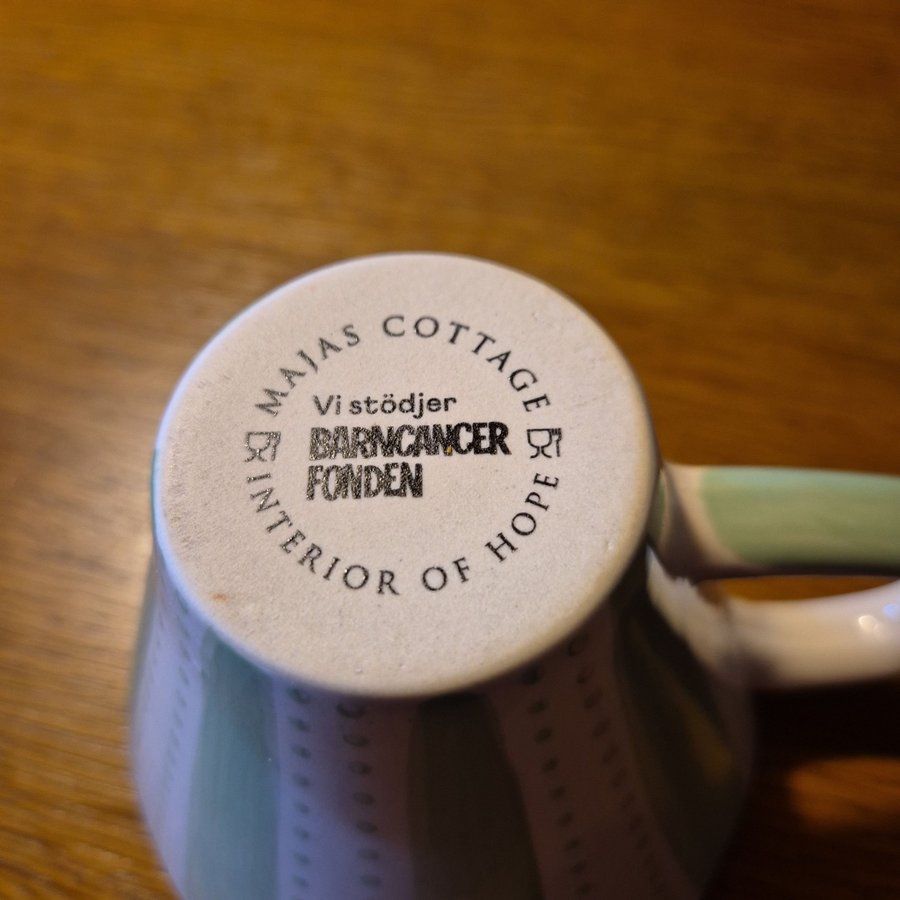 MAJAS COTTAGE
Vi stödjer
BARNCANCER
FONDEN
INTERIOR OF HOPE